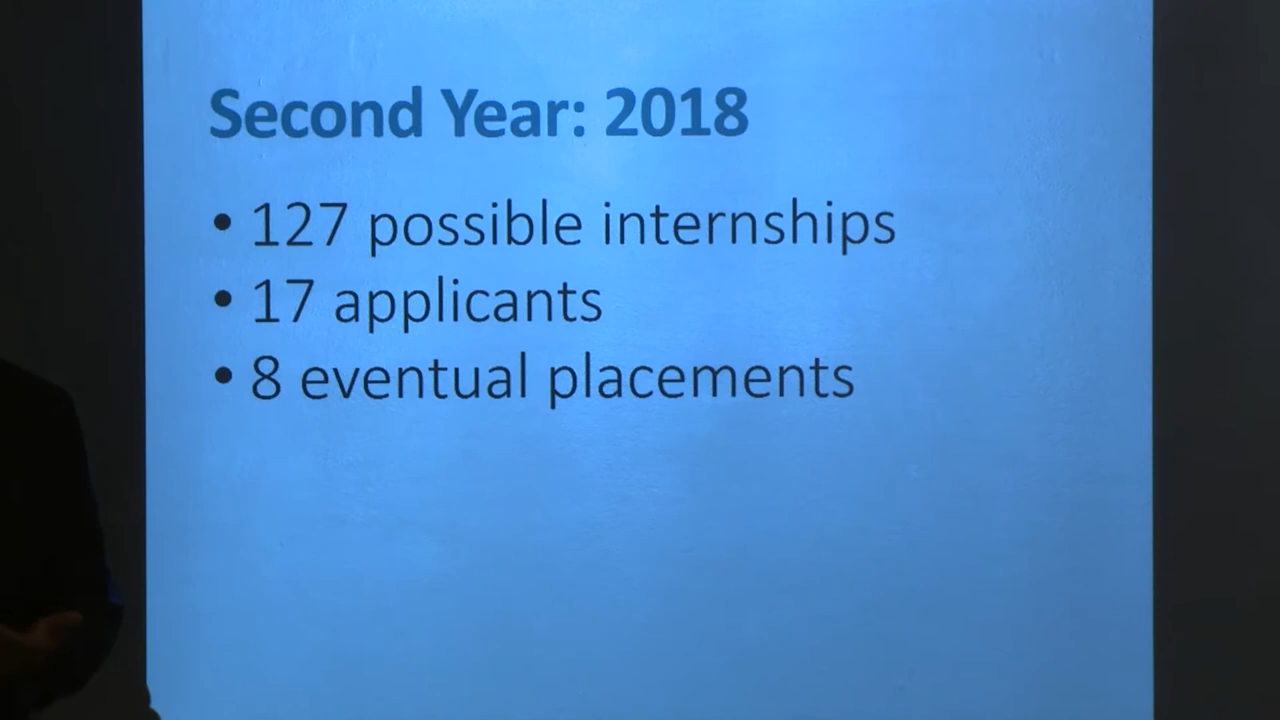 Second Year: 2018
• 127 possible internships
• 17 applicants
• 8 eventual placements